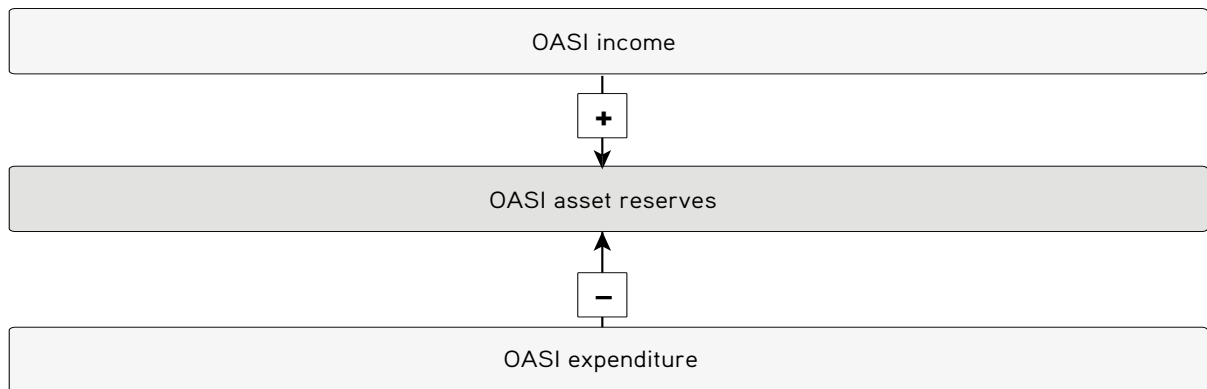 OASI income
+
OASI asset reserves
–
OASI expenditure